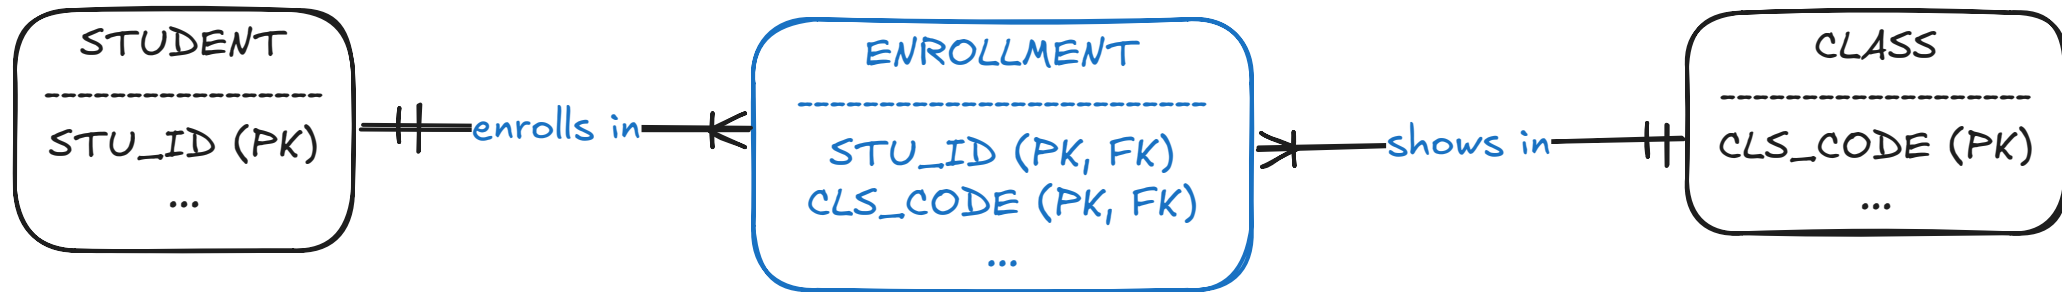 STUDENT
STU_ID (PK)
...
enrolls in
ENROLLMENT
STU_ID (PK, FK)
CLS_CODE (PK, FK)
...
shows in
CLASS
CLS_CODE (PK)
...